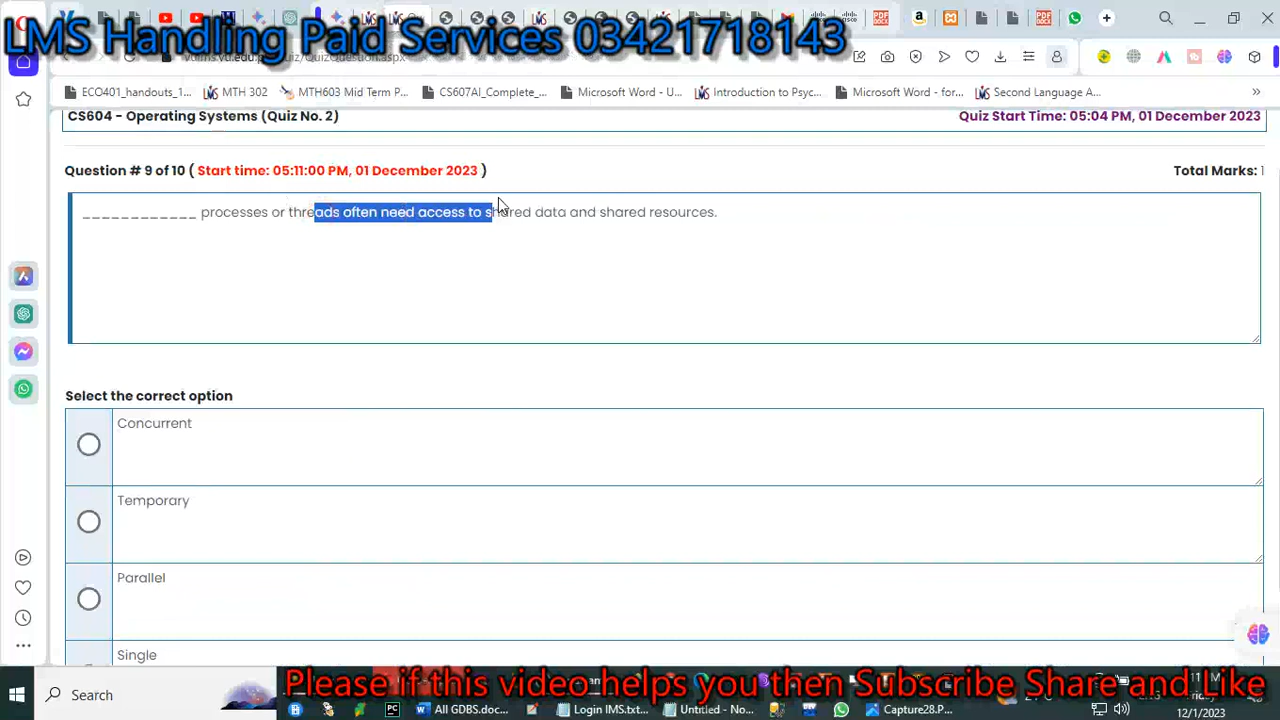 LMS Handling Paid Services 03421718143
ECO401_handouts_1...
MTH 302
MTH603 Mid Term P...
CS607AI_Complete_...
Microsoft Word - U...
Introduction to Psyc...
Microsoft Word - for...
Second Language A...
CS604 - Operating Systems (Quiz No. 2)
Quiz Start Time: 05:04 PM, 01 December 2023
Question # 9 of 10 ( Start time: 05:11:00 PM, 01 December 2023 )
Total Marks: 1
____________ processes or threads often need access to shared data and shared resources.
Select the correct option
Concurrent
Temporary
Parallel
Single
Please if this video helps you then Subscribe Share and Like
Search
All GDBS.doc...
Login IMS.txt...
Untitled - No...
Capture28.P...
12/1/2023